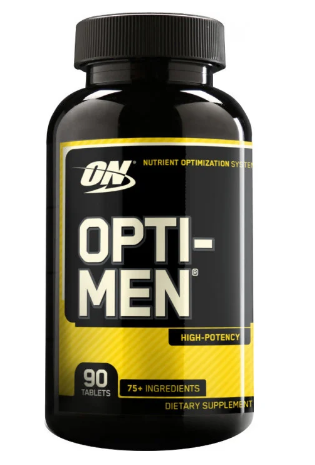 ON
NUTRIENT OPTIMIZATION SYSTEM
OPTI-
MEN®
HIGH-POTENCY
90
TABLETS
75+ INGREDIENTS
DIETARY SUPPLEMENT